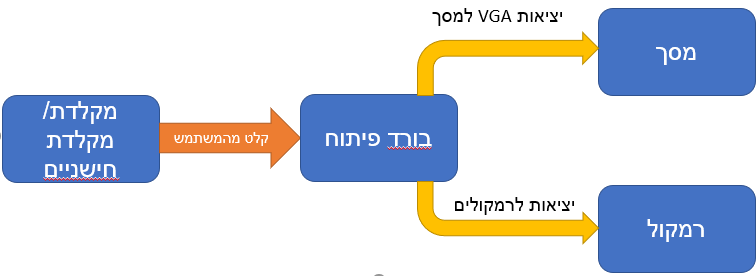 יציאות VGA למסך
מסך
מקלדת/
מקלדת
חישניים
קלט מהמשתמש
בורד פיתוח
יציאות לרמקולים
רמקול